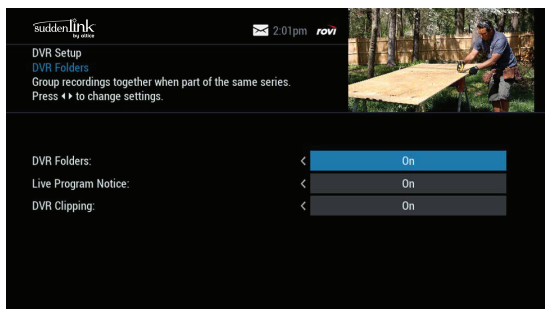 suddenlink
by altice
2:01pm rovi
DVR Setup
DVR Folders
Group recordings together when part of the same series.
Press ◂ ▸ to change settings.
DVR Folders: < On
Live Program Notice: < On
DVR Clipping: < On